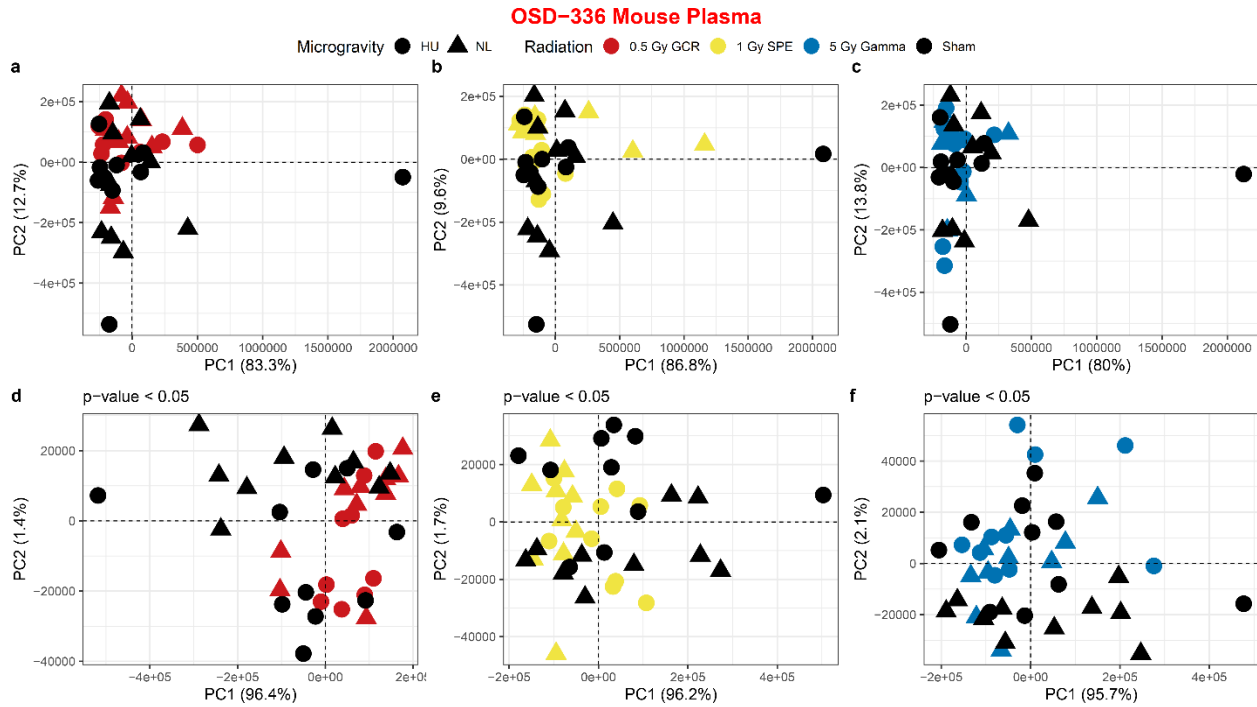 OSD−336 Mouse Plasma
Microgravity HU NL Radiation 0.5 Gy GCR 1 Gy SPE 5 Gy Gamma Sham
a
PC2 (12.7%)
2e+05
0e+00
−2e+05
−4e+05
0 500000 1000000 1500000 2000000
PC1 (83.3%)
b
PC2 (9.6%)
2e+05
0e+00
−2e+05
−4e+05
0 500000 1000000 1500000 2000000
PC1 (86.8%)
c
PC2 (13.8%)
2e+05
0e+00
−2e+05
−4e+05
0 500000 1000000 1500000 2000000
PC1 (80%)
d
p-value < 0.05
PC2 (1.4%)
20000
0
−20000
−40000
−4e+05 −2e+05 0e+00 2e+05
PC1 (96.4%)
e
p-value < 0.05
PC2 (1.7%)
20000
0
−20000
−40000
−2e+05 0e+00 2e+05 4e+05
PC1 (96.2%)
f
p-value < 0.05
PC2 (2.1%)
40000
20000
0
−20000
−2e+05 0e+00 2e+05 4e+05
PC1 (95.7%)